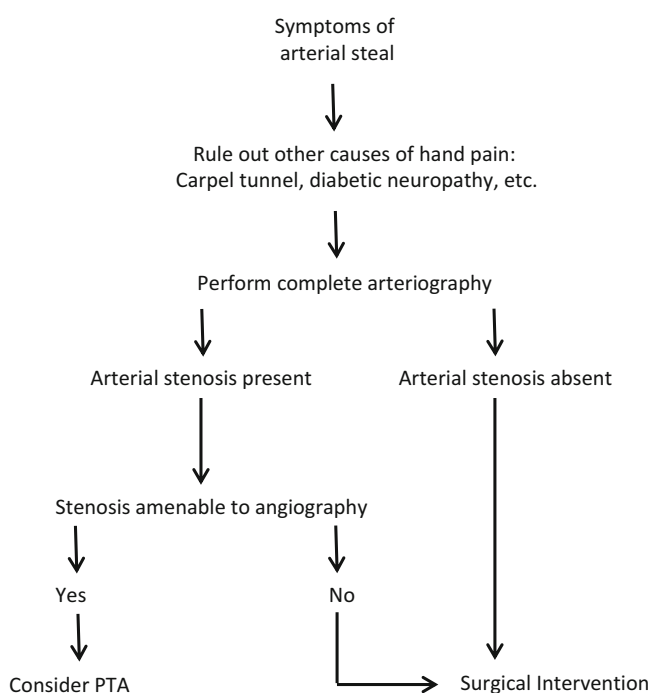 Symptoms of
arterial steal
Rule out other causes of hand pain:
Carpel tunnel, diabetic neuropathy, etc.
Perform complete arteriography
Arterial stenosis present
Arterial stenosis absent
Stenosis amenable to angiography
Yes
No
Consider PTA
Surgical Intervention